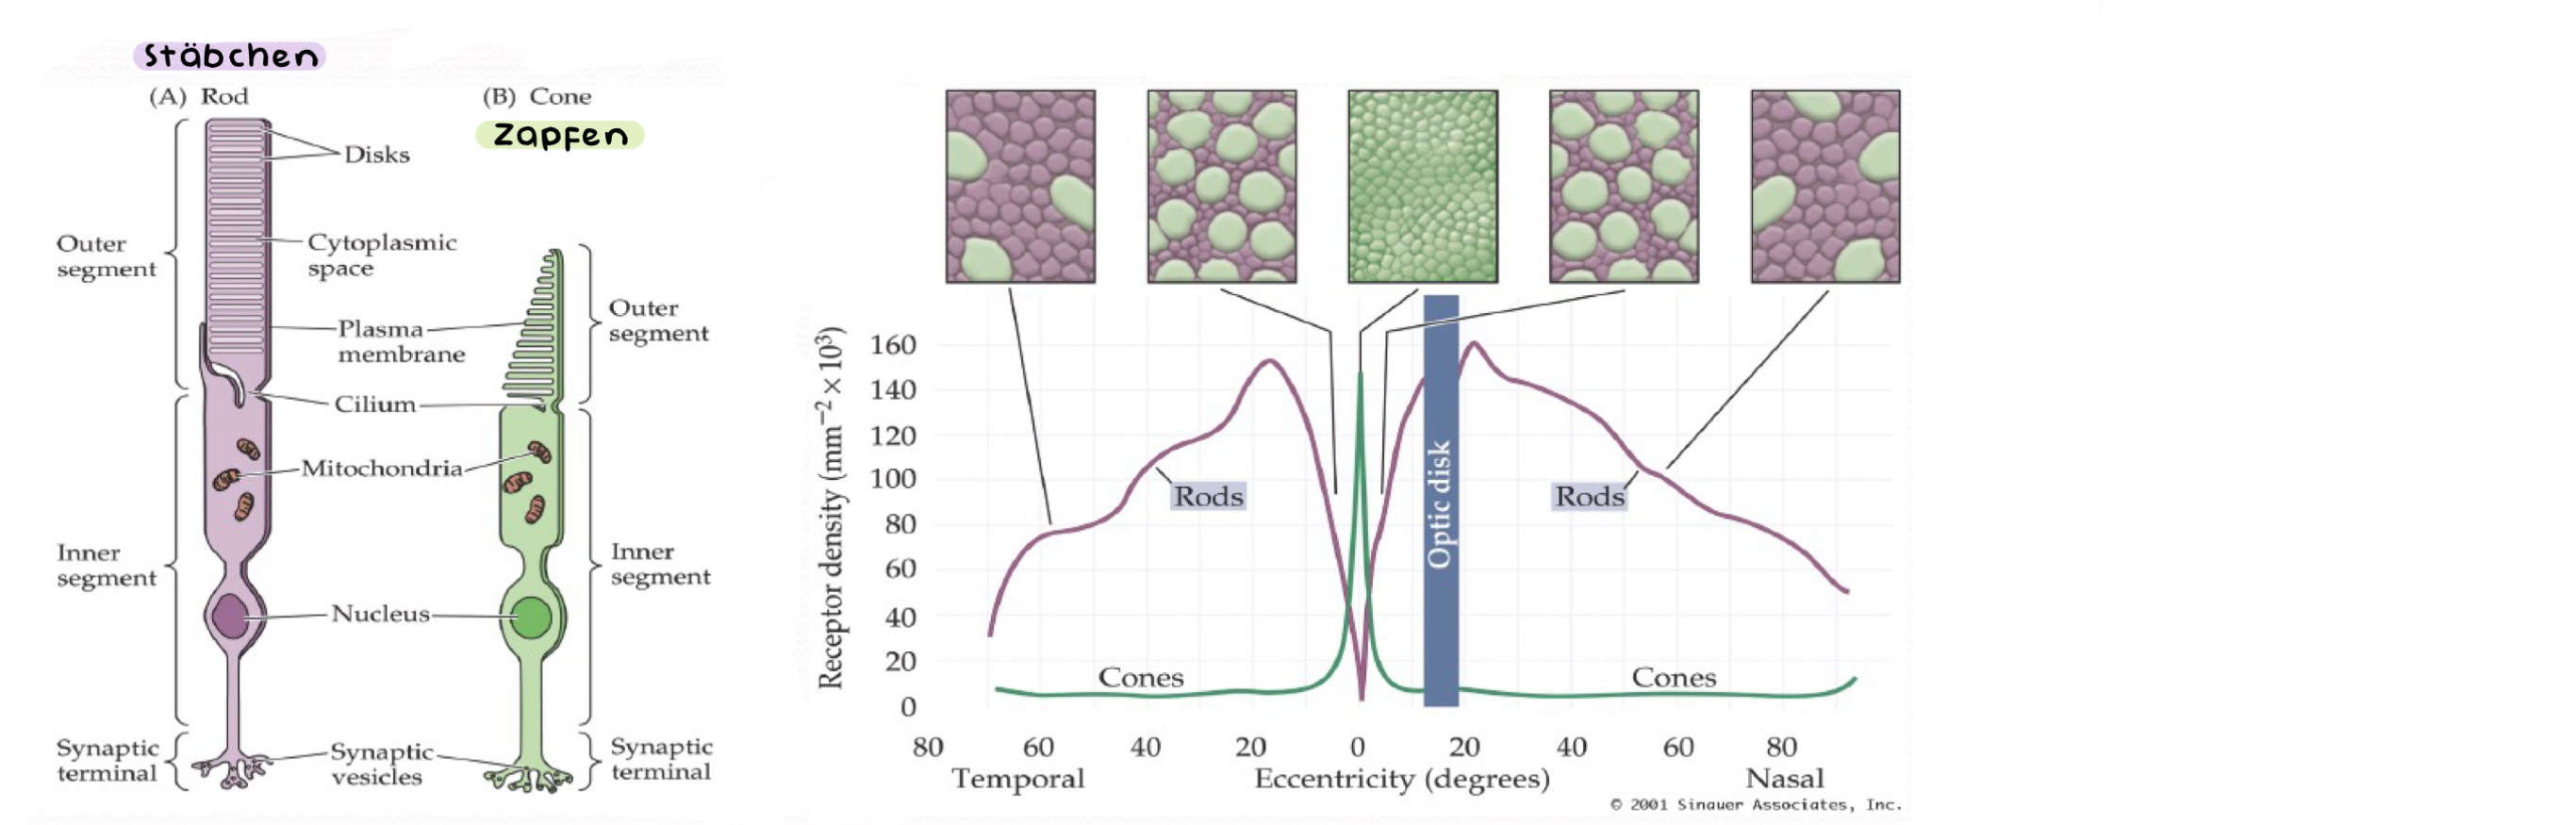 Stäbchen
(A) Rod
(B) Cone
Zapfen
Disks
Outer
segment
Cytoplasmic
space
Outer
segment
Plasma
membrane
Cilium
Mitochondria
Inner
segment
Inner
segment
Nucleus
Synaptic
terminal
Synaptic
vesicles
Synaptic
terminal
Receptor density (mm⁻² × 10³)
160
140
120
100
80
60
40
20
0
Rods
Optic disk
Rods
Cones
Cones
80 60 40 20 0 20 40 60 80
Temporal Eccentricity (degrees) Nasal
© 2001 Sinauer Associates, Inc.